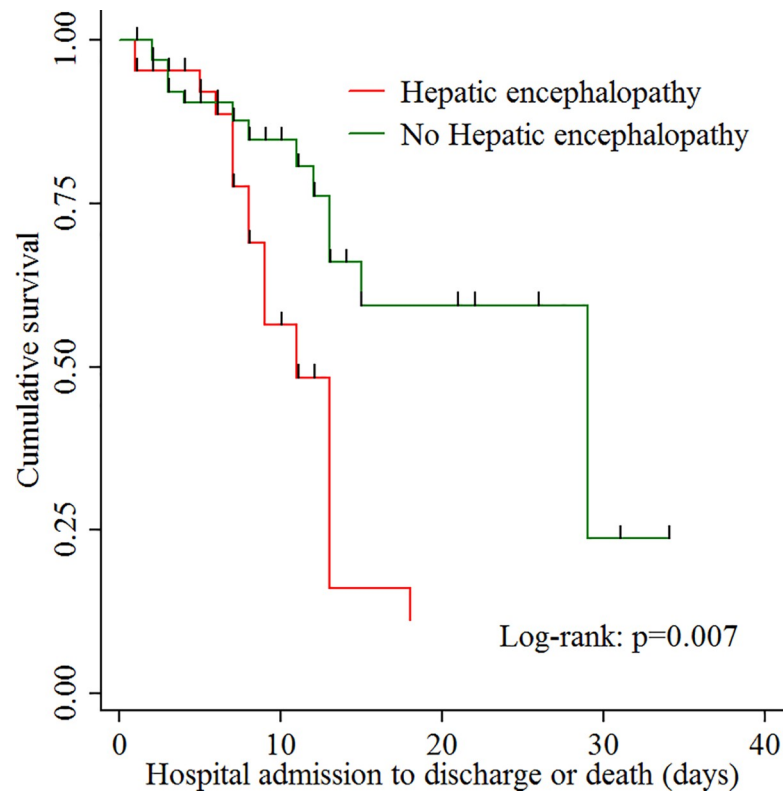 Hepatic encephalopathy
No Hepatic encephalopathy
Cumulative survival
1.00
0.75
0.50
0.25
0.00
Log-rank: p=0.007
0 10 20 30 40
Hospital admission to discharge or death (days)